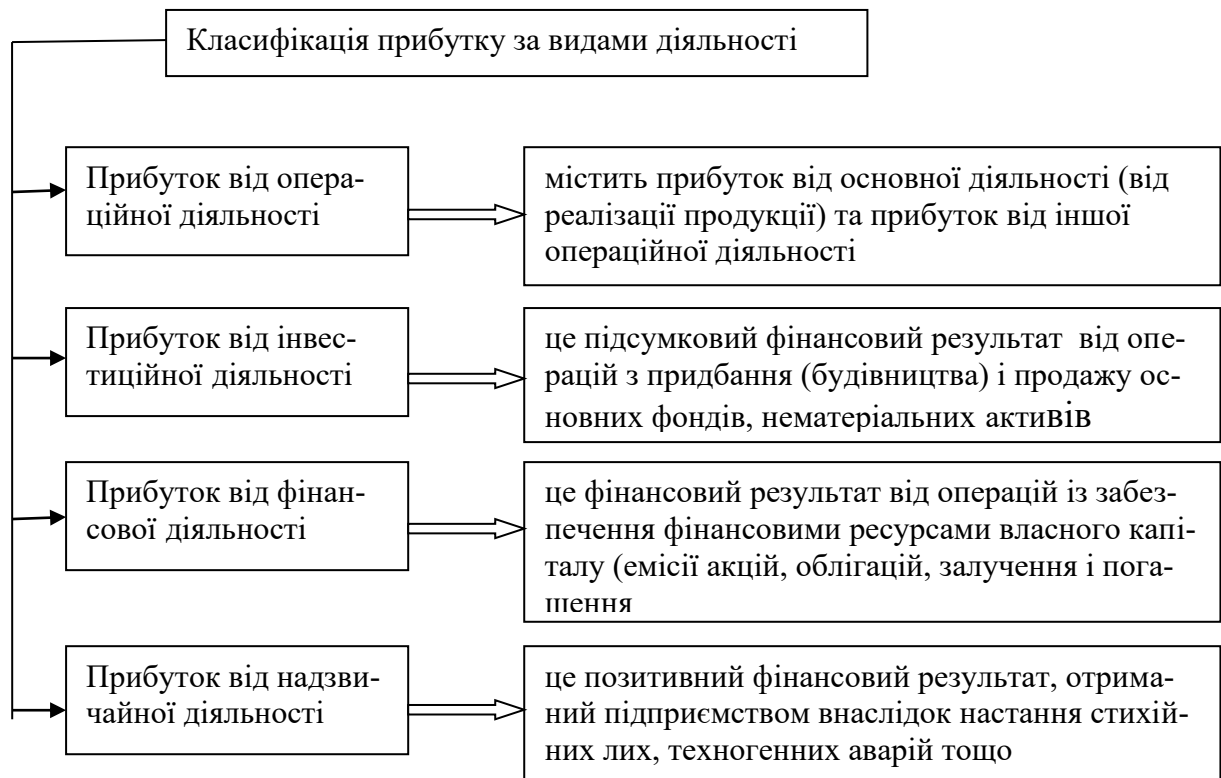 Класифікація прибутку за видами діяльності
Прибуток від опера-
ційної діяльності
містить прибуток від основної діяльності (від
реалізації продукції) та прибуток від іншої
операційної діяльності
Прибуток від інвес-
тиційної діяльності
це підсумковий фінансовий результат від опе-
рацій з придбання (будівництва) і продажу ос-
новних фондів, нематеріальних активів
Прибуток від фінан-
сової діяльності
це фінансовий результат від операцій із забез-
печення фінансовими ресурсами власного капі-
талу (емісії акцій, облігацій, залучення і пога-
шення
Прибуток від надзви-
чайної діяльності
це позитивний фінансовий результат, отрима-
ний підприємством внаслідок настання стихій-
них лих, техногенних аварій тощо